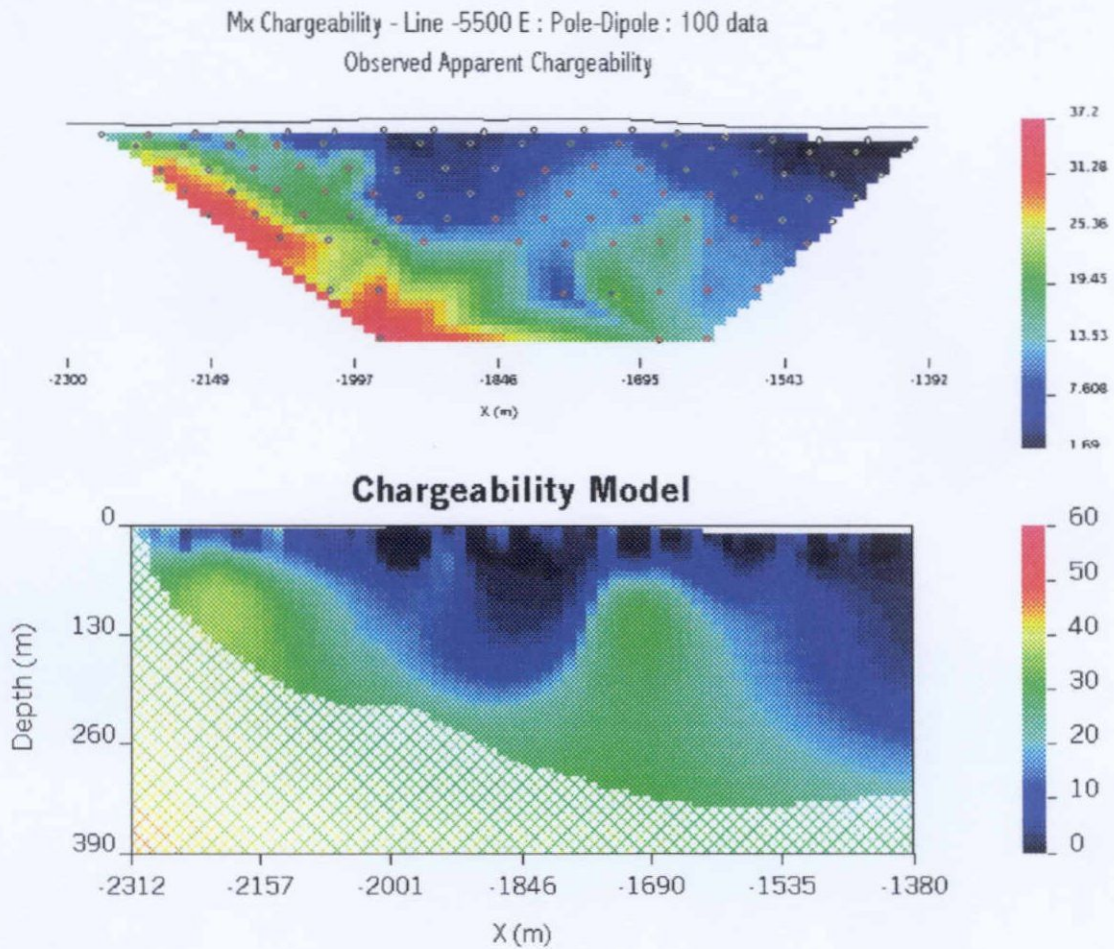 Mx Chargeability - Line -5500 E : Pole-Dipole : 100 data
Observed Apparent Chargeability
37.2
31.28
25.36
19.45
13.53
7.608
1.69
-2300 -2149 -1997 -1846 -1695 -1543 -1392
X (m)
Chargeability Model
0
130
260
390
Depth (m)
60
50
40
30
20
10
0
-2312 -2157 -2001 -1846 -1690 -1535 -1380
X (m)